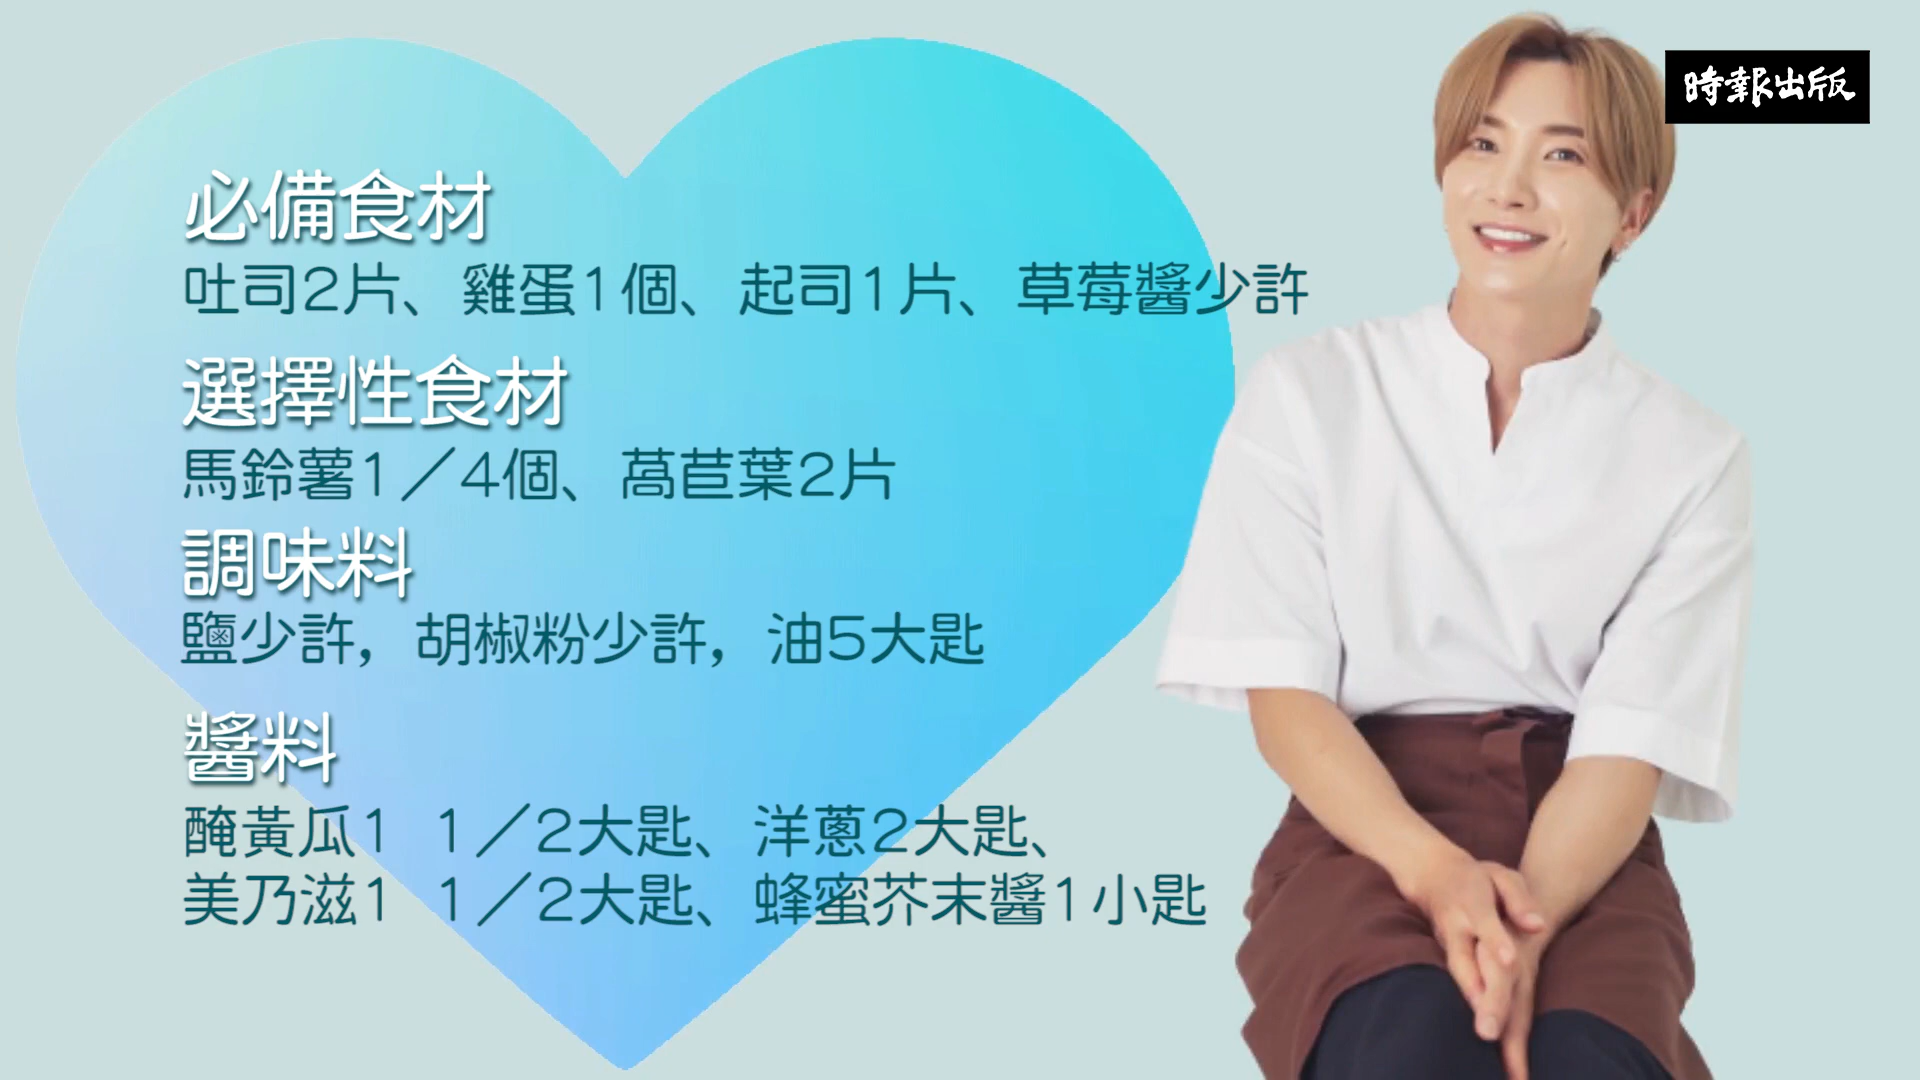 時報出版
必備食材
吐司2片、雞蛋1個、起司1片、草莓醬少許
選擇性食材
馬鈴薯1／4個、萵苣葉2片
調味料
鹽少許，胡椒粉少許，油5大匙
醬料
醃黃瓜1 1／2大匙、洋蔥2大匙、
美乃滋1 1／2大匙、蜂蜜芥末醬1小匙